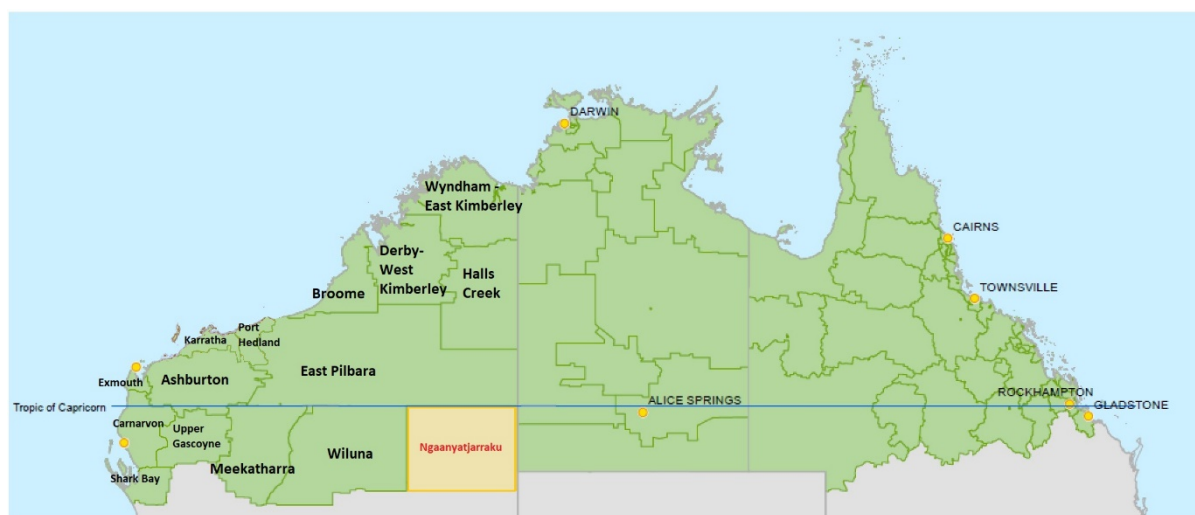 DARWIN
Wyndham -
East Kimberley
CAIRNS
Derby-
West
Kimberley
Halls
Creek
Broome
TOWNSVILLE
Port
Hedland
Karratha
East Pilbara
Exmouth
Ashburton
ROCKHAMPTON
Tropic of Capricorn
ALICE SPRINGS
GLADSTONE
Carnarvon
Upper
Gascoyne
Ngaanyatjarraku
Wiluna
Meekatharra
Shark Bay